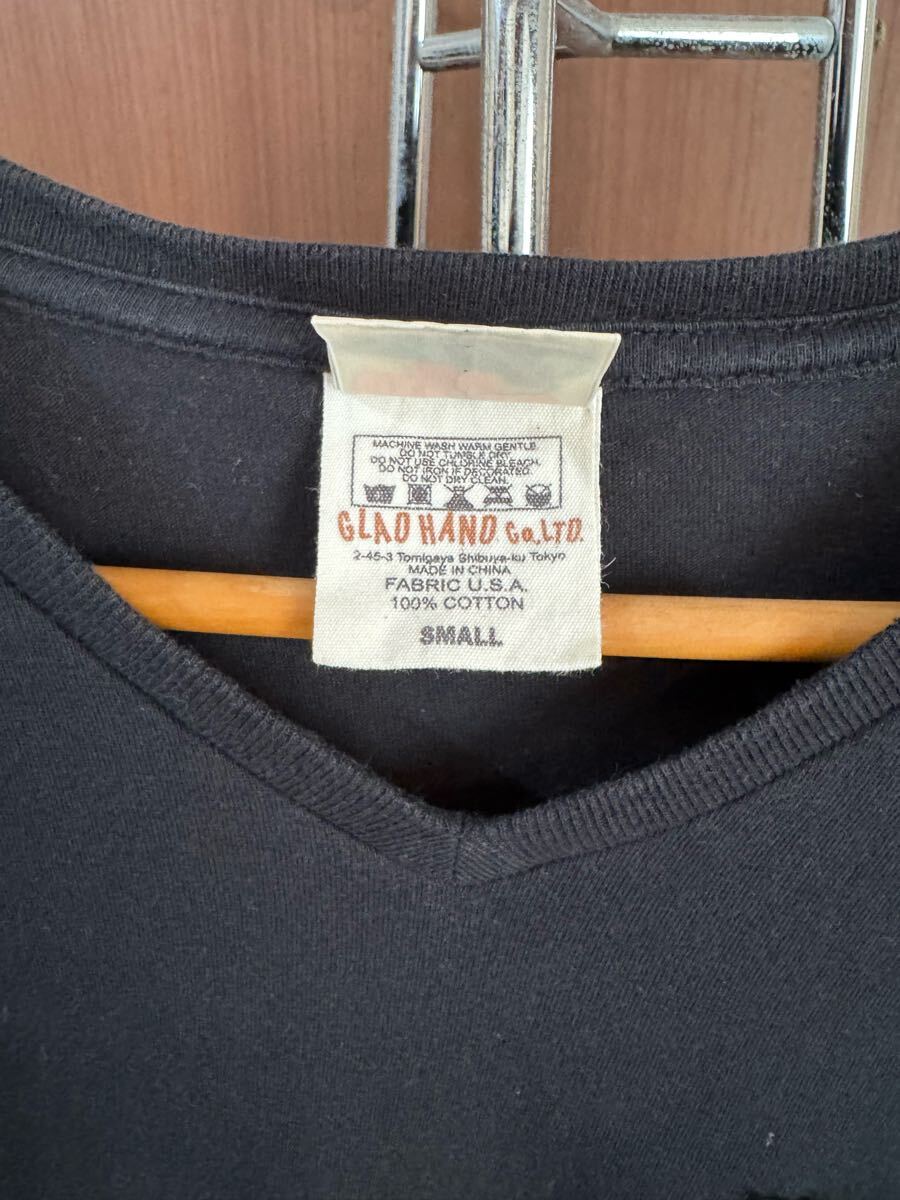 MACHINE WASH WARM GENTLE.
DO NOT TUMBLE DRY.
DO NOT USE CHLORINE BLEACH.
DO NOT IRON IF DECORATED.
DO NOT DRY CLEAN.
GLAD HAND Co.,LTD.
2-45-3 Tomigaya Shibuya-ku Tokyo
MADE IN CHINA
FABRIC U.S.A.
100% COTTON
SMALL